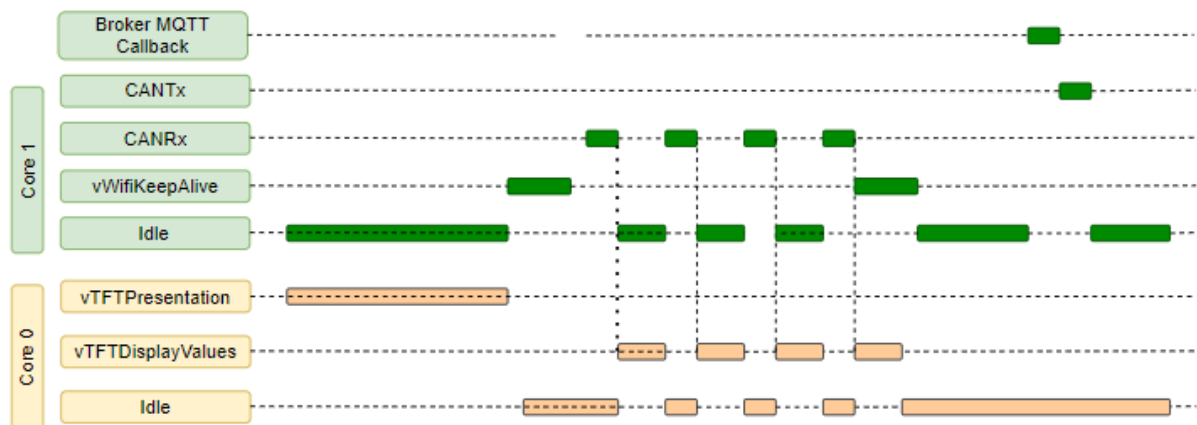 Broker MQTT
Callback
CANTx
CANRx
Core 1
vWifiKeepAlive
Idle
vTFTPresentation
Core 0
vTFTDisplayValues
Idle